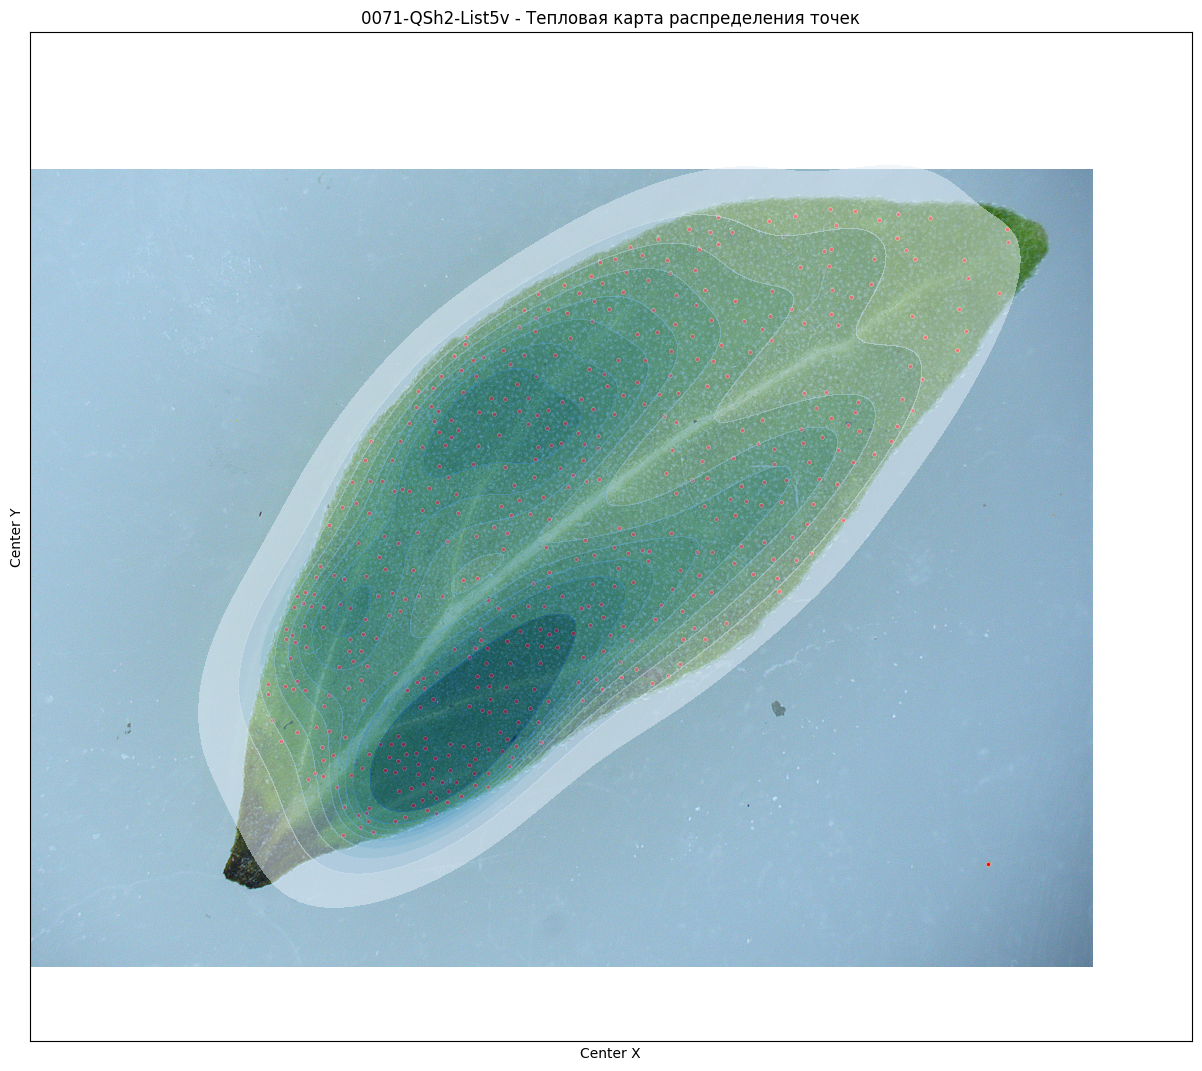 0071-QSh2-List5v - Тепловая карта распределения точек
Center Y
Center X